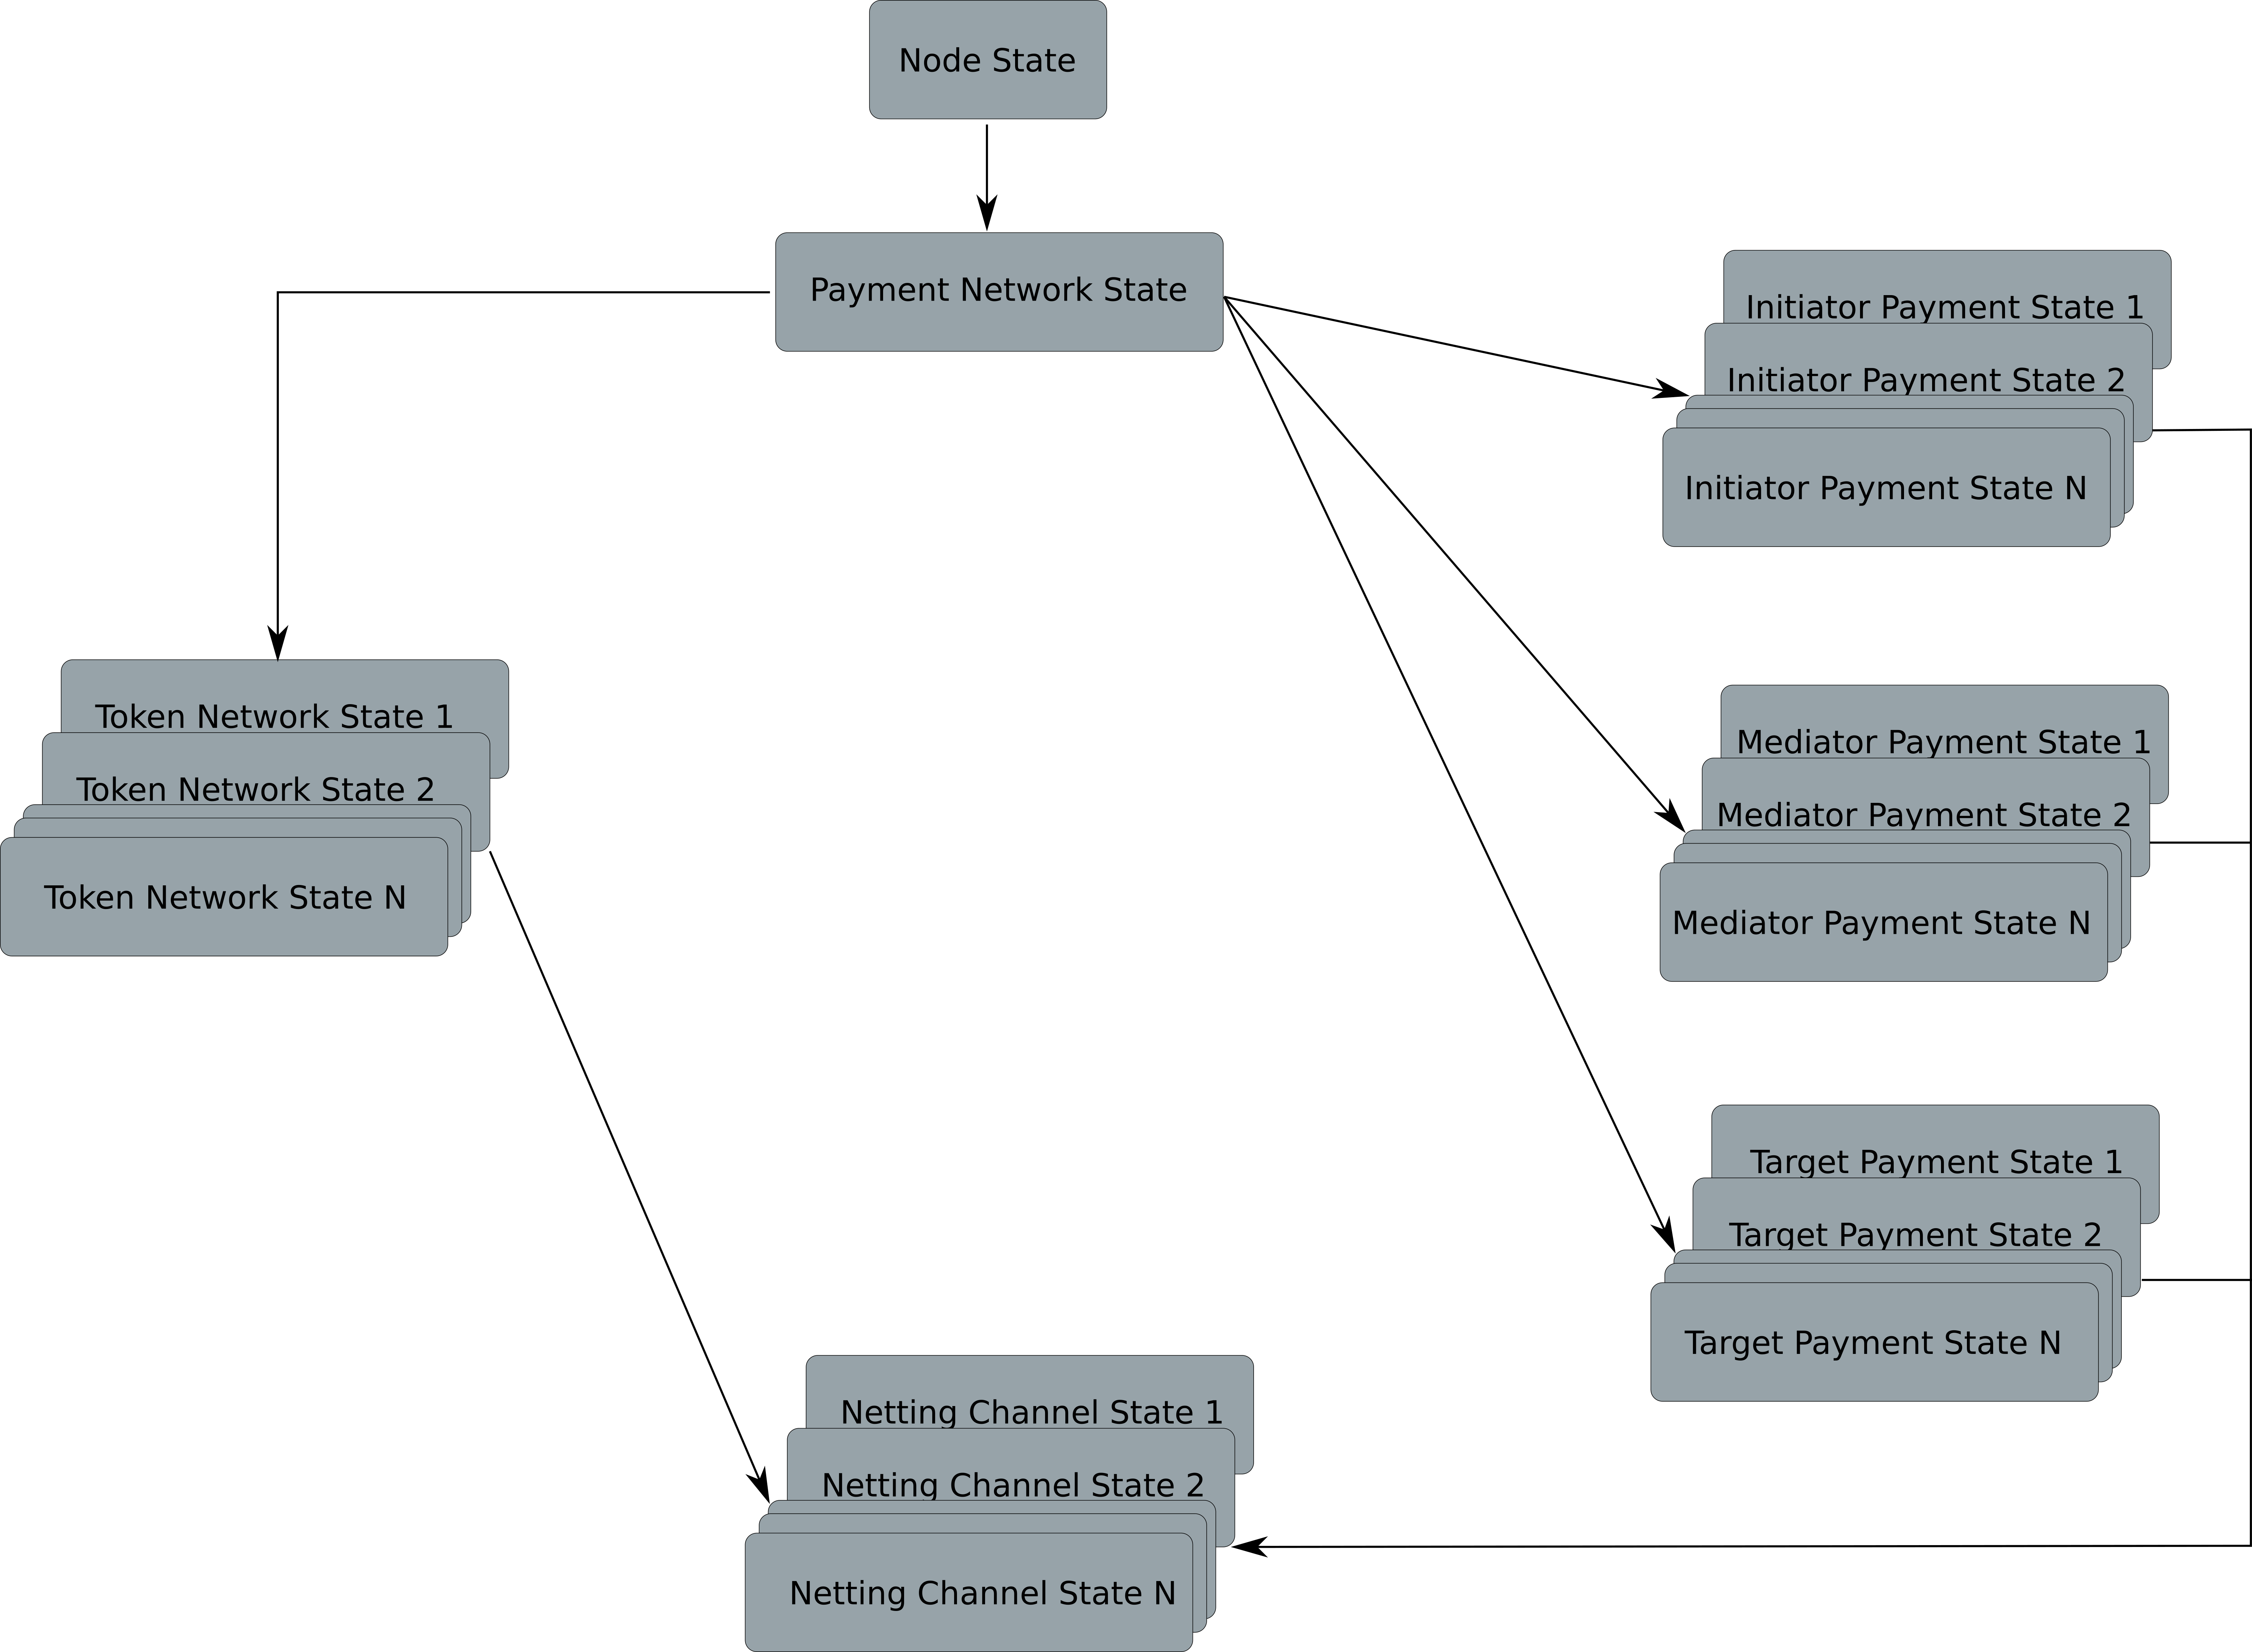 Node State
Payment Network State
Initiator Payment State 1
Initiator Payment State 2
Initiator Payment State N
Token Network State 1
Token Network State 2
Token Network State N
Mediator Payment State 1
Mediator Payment State 2
Mediator Payment State N
Target Payment State 1
Target Payment State 2
Target Payment State N
Netting Channel State 1
Netting Channel State 2
Netting Channel State N